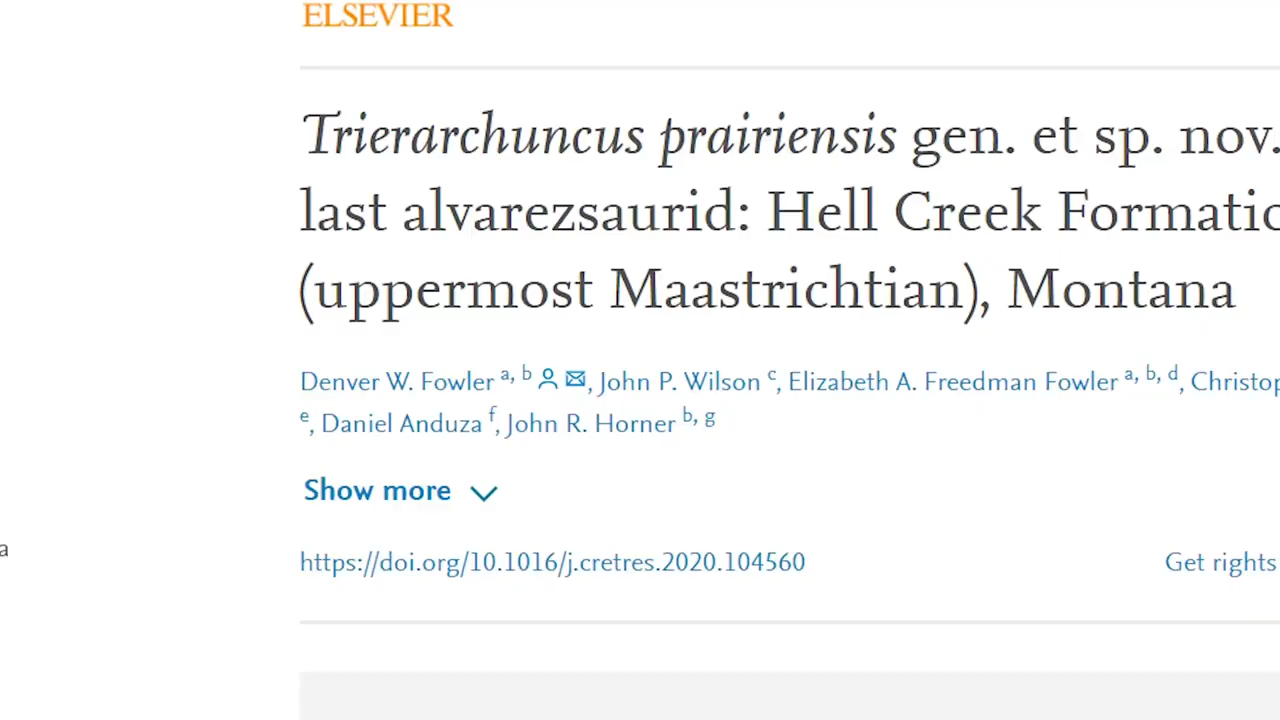 ELSEVIER
Trierarchuncus prairiensis gen. et sp. nov.
last alvarezsaurid: Hell Creek Formatio
(uppermost Maastrichtian), Montana
Denver W. Fowler a, b, John P. Wilson c, Elizabeth A. Freedman Fowler a, b, d, Christop
e, Daniel Anduza f, John R. Horner b, g
Show more
a
https://doi.org/10.1016/j.cretres.2020.104560
Get rights